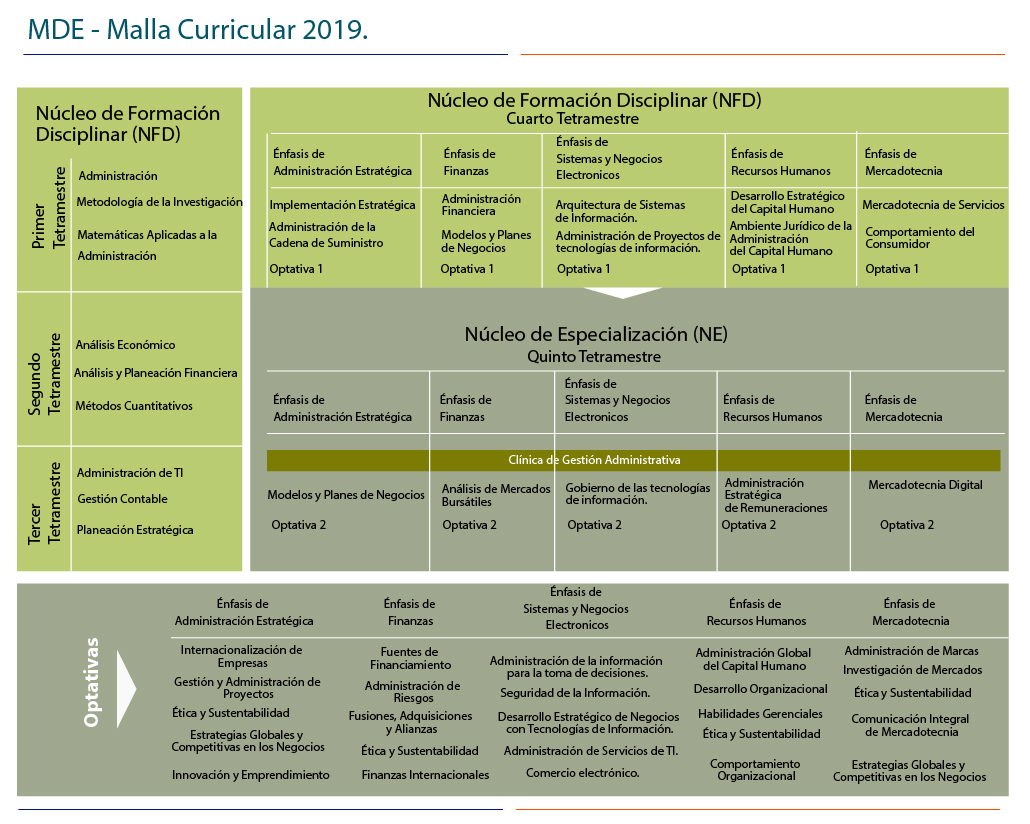 MDE - Malla Curricular 2019.
Núcleo de Formación
Disciplinar (NFD)
Primer
Tetramestre
Administración
Metodología de la Investigación
Matemáticas Aplicadas a la
Administración
Segundo
Tetramestre
Análisis Económico
Análisis y Planeación Financiera
Métodos Cuantitativos
Tercer
Tetramestre
Administración de TI
Gestión Contable
Planeación Estratégica
Núcleo de Formación Disciplinar (NFD)
Cuarto Tetramestre
Énfasis de
Administración Estratégica
Implementación Estratégica
Administración de la
Cadena de Suministro
Optativa 1
Énfasis de
Finanzas
Administración
Financiera
Modelos y Planes
de Negocios
Optativa 1
Énfasis de
Sistemas y Negocios
Electronicos
Arquitectura de Sistemas
de Información.
Administración de Proyectos de
tecnologías de información.
Optativa 1
Énfasis de
Recursos Humanos
Desarrollo Estratégico
del Capital Humano
Ambiente Jurídico de la
Administración
del Capital Humano
Optativa 1
Énfasis de
Mercadotecnia
Mercadotecnia de Servicios
Comportamiento del
Consumidor
Optativa 1
Núcleo de Especialización (NE)
Quinto Tetramestre
Énfasis de
Administración Estratégica
Énfasis de
Finanzas
Énfasis de
Sistemas y Negocios
Electronicos
Énfasis de
Recursos Humanos
Énfasis de
Mercadotecnia
Clínica de Gestión Administrativa
Modelos y Planes de Negocios
Optativa 2
Análisis de Mercados
Bursátiles
Optativa 2
Gobierno de las tecnologías
de información.
Optativa 2
Administración
Estratégica
de Remuneraciones
Optativa 2
Mercadotecnia Digital
Optativa 2
Optativas
Énfasis de
Administración Estratégica
Internacionalización de
Empresas
Gestión y Administración de
Proyectos
Ética y Sustentabilidad
Estrategias Globales y
Competitivas en los Negocios
Innovación y Emprendimiento
Énfasis de
Finanzas
Fuentes de
Financiamiento
Administración de
Riesgos
Fusiones, Adquisiciones
y Alianzas
Ética y Sustentabilidad
Finanzas Internacionales
Énfasis de
Sistemas y Negocios
Electronicos
Administración de la información
para la toma de decisiones.
Seguridad de la Información.
Desarrollo Estratégico de Negocios
con Tecnologías de Información.
Administración de Servicios de TI.
Comercio electrónico.
Énfasis de
Recursos Humanos
Administración Global
del Capital Humano
Desarrollo Organizacional
Habilidades Gerenciales
Ética y Sustentabilidad
Comportamiento
Organizacional
Énfasis de
Mercadotecnia
Administración de Marcas
Investigación de Mercados
Ética y Sustentabilidad
Comunicación Integral
de Mercadotecnia
Estrategias Globales y
Competitivas en los Negocios